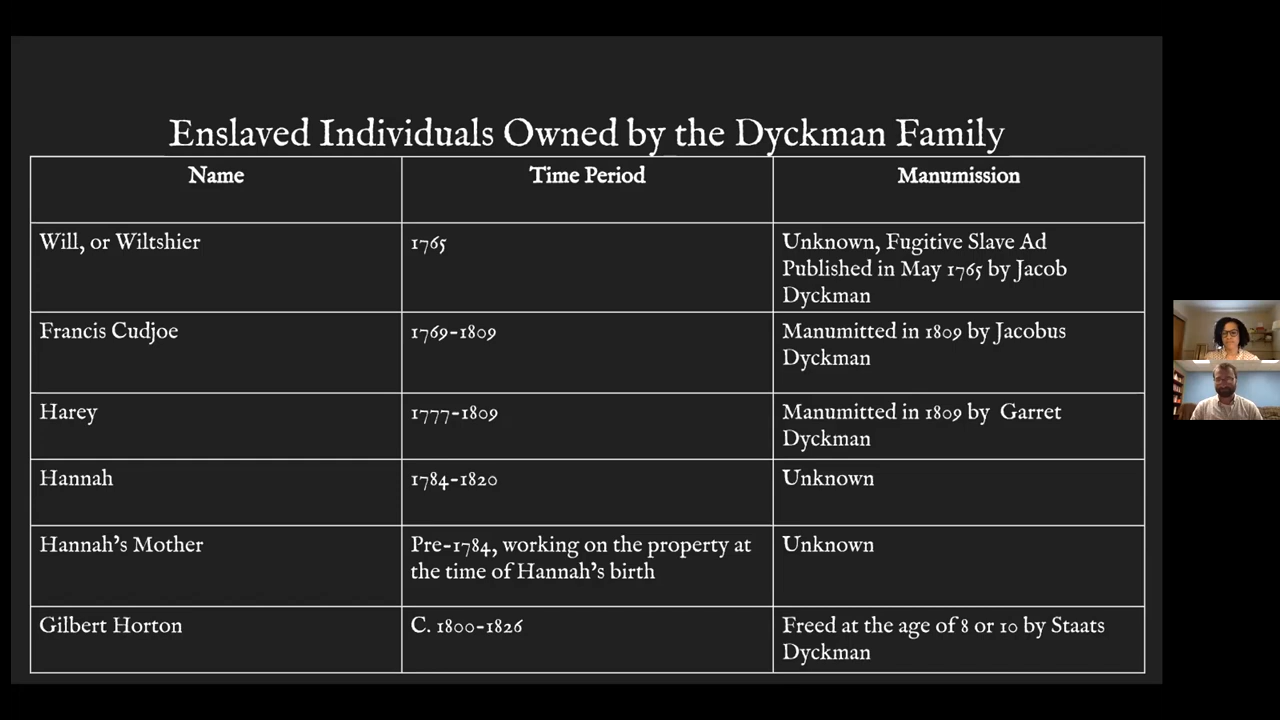 Enslaved Individuals Owned by the Dyckman Family
Name
Time Period
Manumission
Will, or Wiltshier
1765
Unknown, Fugitive Slave Ad
Published in May 1765 by Jacob
Dyckman
Francis Cudjoe
1769-1809
Manumitted in 1809 by Jacobus
Dyckman
Harey
1777-1809
Manumitted in 1809 by Garret
Dyckman
Hannah
1784-1820
Unknown
Hannah's Mother
Pre-1784, working on the property at
the time of Hannah's birth
Unknown
Gilbert Horton
C. 1800-1826
Freed at the age of 8 or 10 by Staats
Dyckman